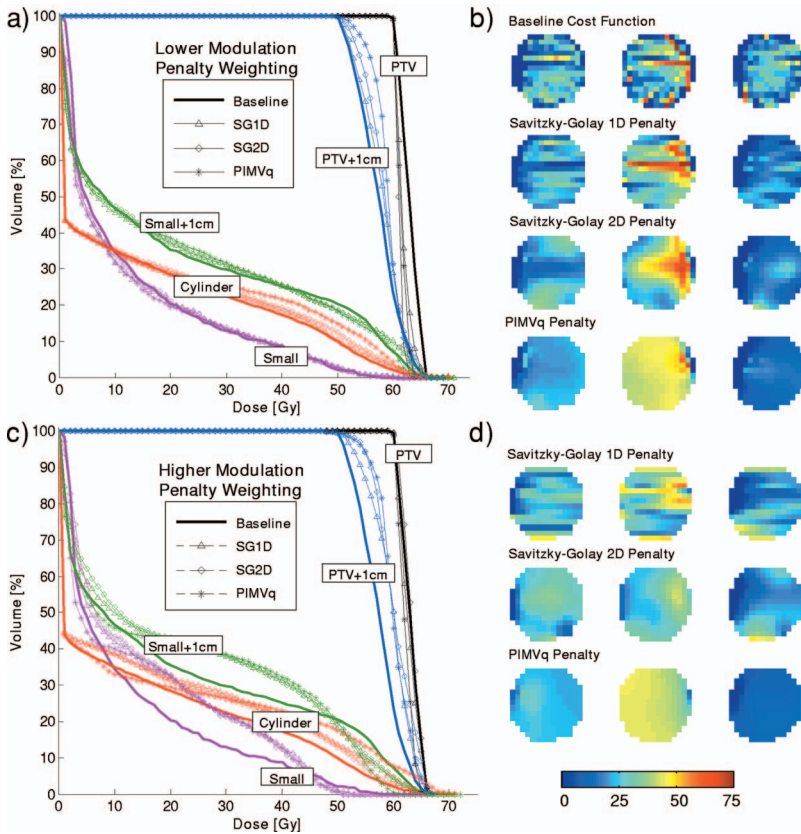 a)
100
90
80
70
60
50
40
30
20
10
0
Volume [%]
0 10 20 30 40 50 60 70
Dose [Gy]
Lower Modulation
Penalty Weighting
Baseline
SG1D
SG2D
PIMVq
PTV
PTV+1cm
Small+1cm
Cylinder
Small
b)
Baseline Cost Function
Savitzky-Golay 1D Penalty
Savitzky-Golay 2D Penalty
PIMVq Penalty
c)
100
90
80
70
60
50
40
30
20
10
0
Volume [%]
0 10 20 30 40 50 60 70
Dose [Gy]
Higher Modulation
Penalty Weighting
Baseline
SG1D
SG2D
PIMVq
PTV
PTV+1cm
Small+1cm
Cylinder
Small
d)
Savitzky-Golay 1D Penalty
Savitzky-Golay 2D Penalty
PIMVq Penalty
0 25 50 75